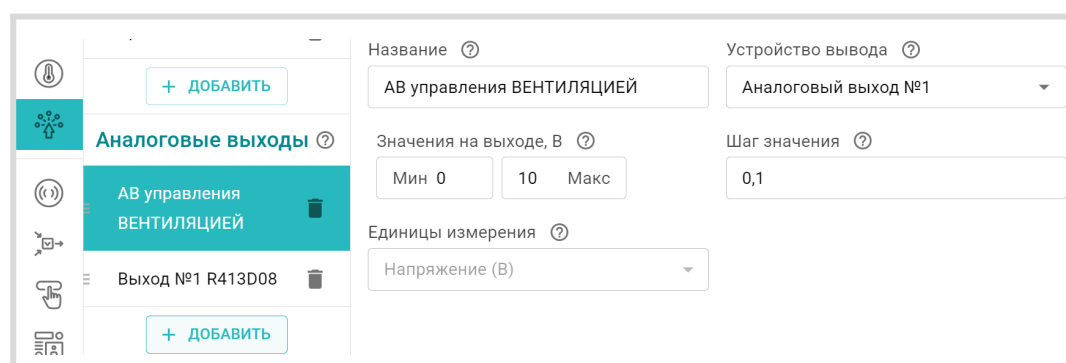 + ДОБАВИТЬ
Аналоговые выходы
АВ управления
ВЕНТИЛЯЦИЕЙ
Выход №1 R413D08
+ ДОБАВИТЬ
Название
АВ управления ВЕНТИЛЯЦИЕЙ
Устройство вывода
Аналоговый выход №1
Значения на выходе, В
Мин 0
10 Макс
Шаг значения
0,1
Единицы измерения
Напряжение (В)